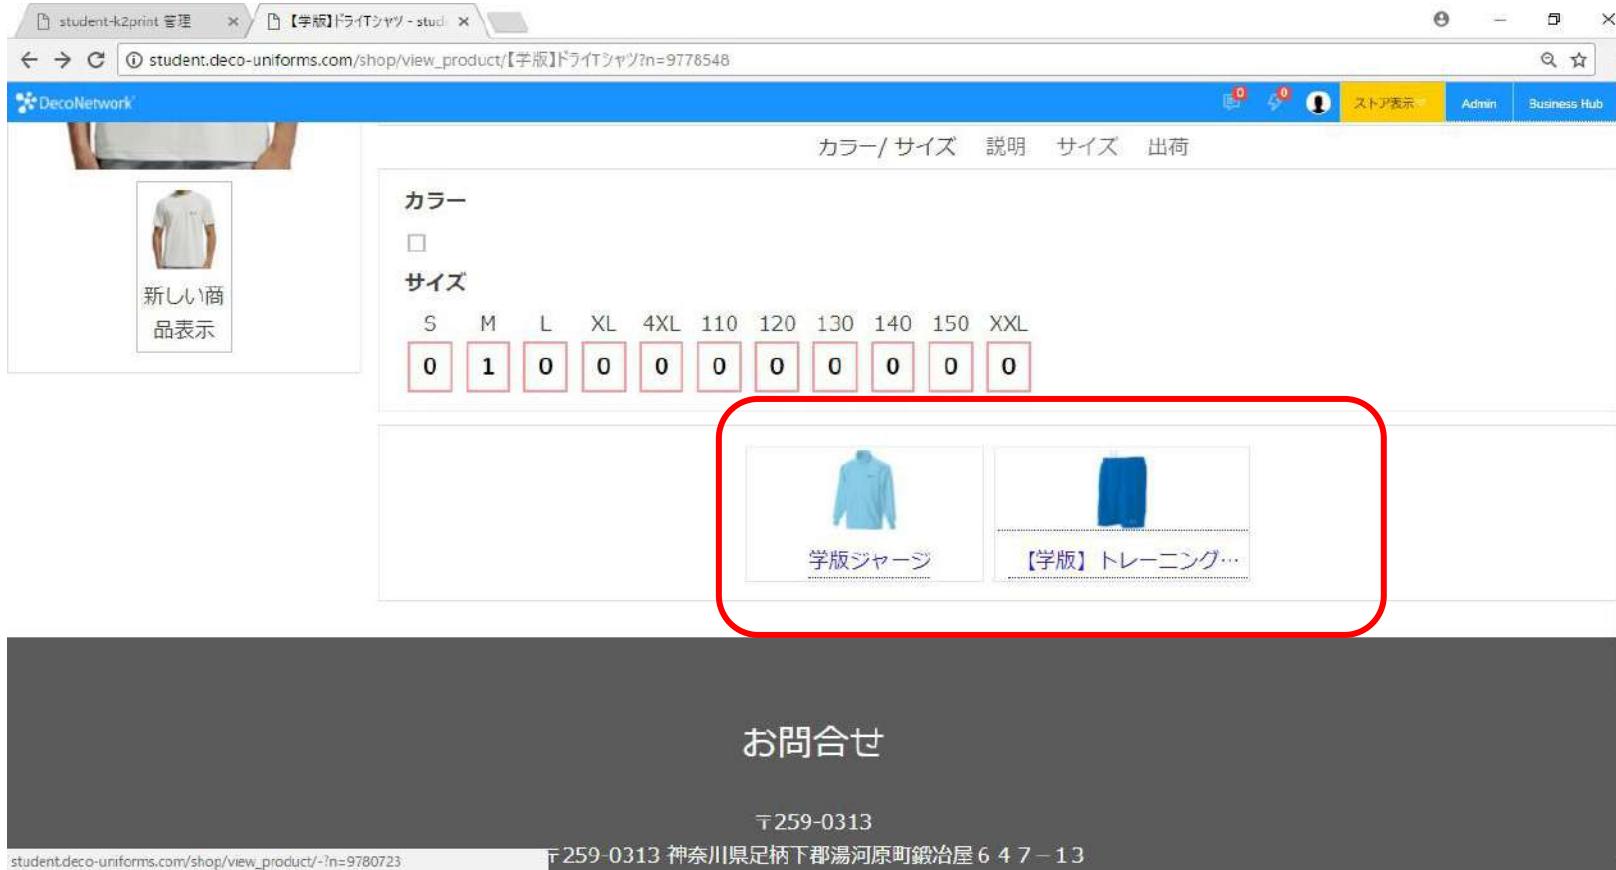 student-k2print 管理
【学版】ドライTシャツ - stud
student.deco-uniforms.com/shop/view_product/【学版】ドライTシャツ?n=9778548
DecoNetwork
0
0
ストア表示
Admin
Business Hub
カラー/ サイズ 説明 サイズ 出荷
カラー
サイズ
新しい商
品表示
S M L XL 4XL 110 120 130 140 150 XXL
0 1 0 0 0 0 0 0 0 0 0
学版ジャージ
【学版】トレーニング…
お問合せ
〒259-0313
〒259-0313 神奈川県足柄下郡湯河原町鍛冶屋６４７－１３
student.deco-uniforms.com/shop/view_product/-?n=9780723